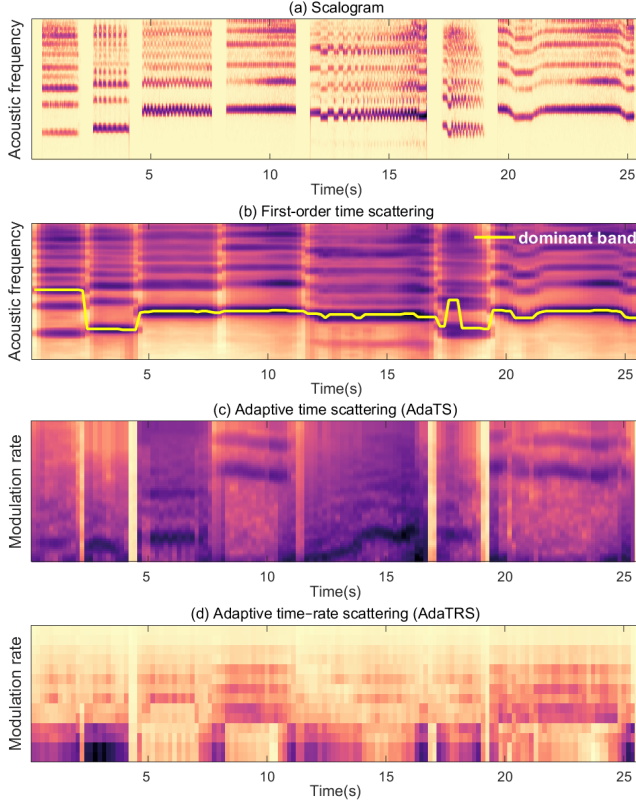 (a) Scalogram
Acoustic frequency
5 10 15 20 25
Time(s)
(b) First-order time scattering
dominant band
Acoustic frequency
5 10 15 20 25
Time(s)
(c) Adaptive time scattering (AdaTS)
Modulation rate
5 10 15 20 25
Time(s)
(d) Adaptive time−rate scattering (AdaTRS)
Modulation rate
5 10 15 20 25
Time(s)